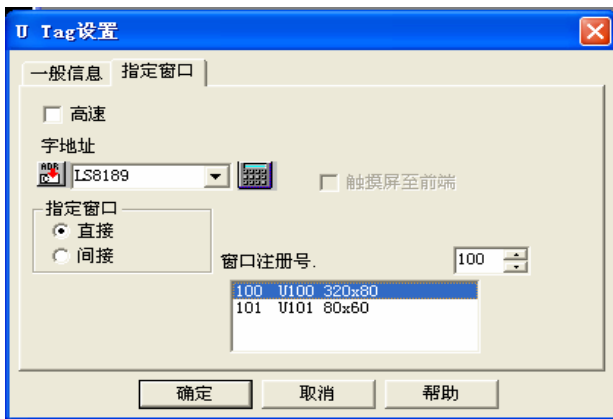 U Tag设置
一般信息 指定窗口
高速
字地址
ADR
LS8189
触摸屏至前端
指定窗口
直接
间接
窗口注册号. 100
100 U100 320x80
101 U101 80x60
确定 取消 帮助